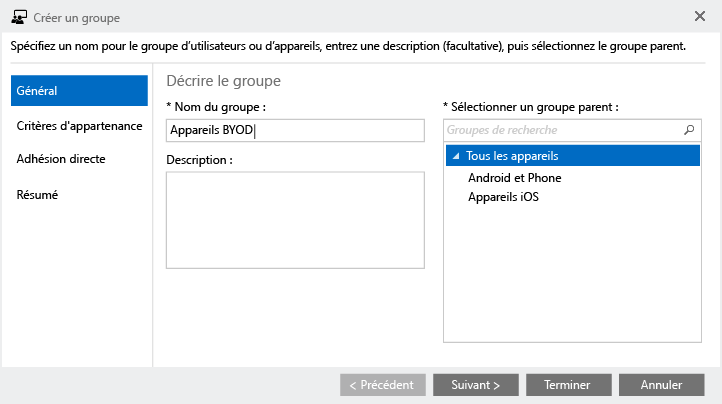 Créer un groupe
Spécifiez un nom pour le groupe d'utilisateurs ou d'appareils, entrez une description (facultative), puis sélectionnez le groupe parent.
Général
Critères d'appartenance
Adhésion directe
Résumé
Décrire le groupe
* Nom du groupe :
Appareils BYOD
Description :
* Sélectionner un groupe parent :
Groupes de recherche
Tous les appareils
Android et Phone
Appareils iOS
< Précédent
Suivant >
Terminer
Annuler